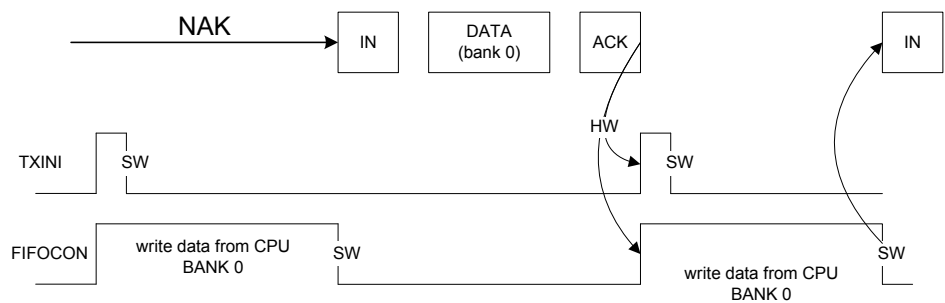 NAK
IN
DATA
(bank 0)
ACK
IN
HW
TXINI
SW
SW
FIFOCON
write data from CPU
BANK 0
SW
SW
write data from CPU
BANK 0